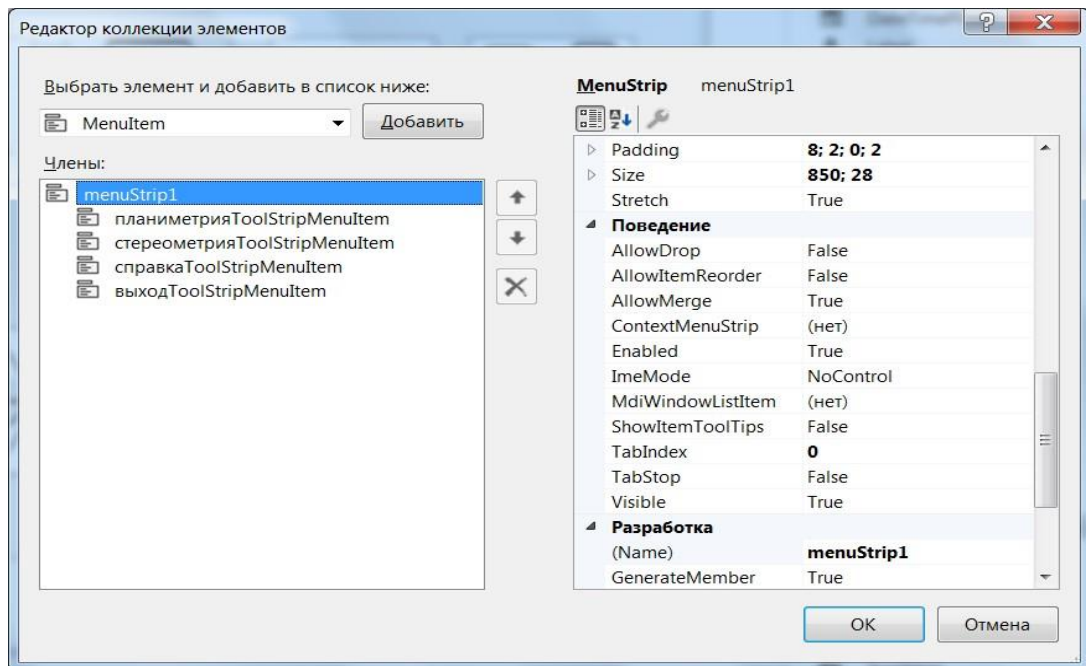 Редактор коллекции элементов
Выбрать элемент и добавить в список ниже:
MenuItem
Добавить
Члены:
menuStrip1
планиметрияToolStripMenuItem
стереометрияToolStripMenuItem
справкаToolStripMenuItem
выходToolStripMenuItem
MenuStrip menuStrip1
Padding 8; 2; 0; 2
Size 850; 28
Stretch True
Поведение
AllowDrop False
AllowItemReorder False
AllowMerge True
ContextMenuStrip (нет)
Enabled True
ImeMode NoControl
MdiWindowListItem (нет)
ShowItemToolTips False
TabIndex 0
TabStop False
Visible True
Разработка
(Name) menuStrip1
GenerateMember True
OK Отмена